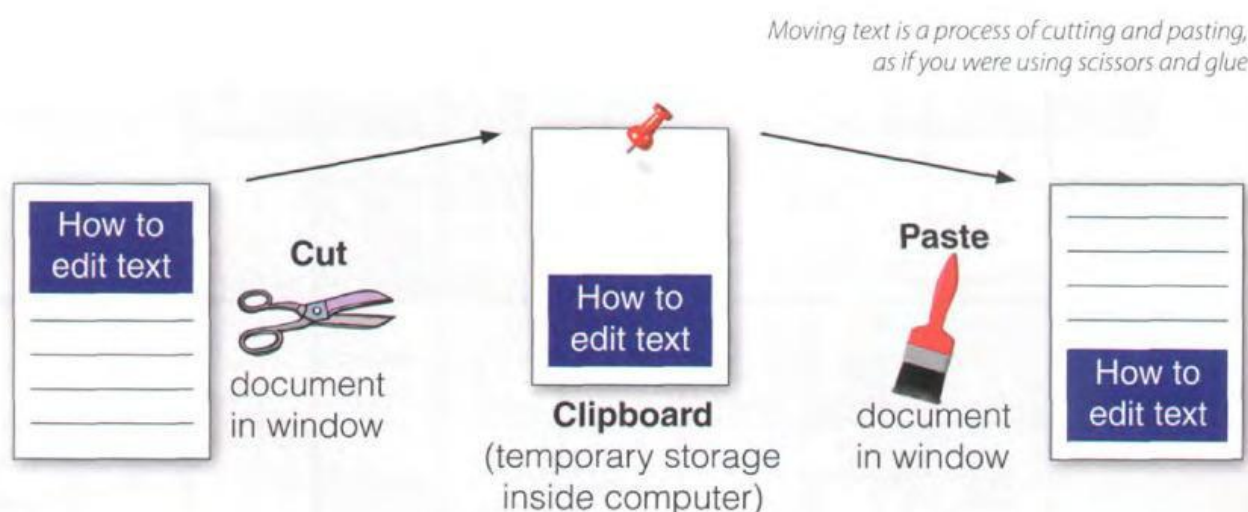 Moving text is a process of cutting and pasting,
as if you were using scissors and glue
How to
edit text
Cut
document
in window
How to
edit text
Clipboard
(temporary storage
inside computer)
Paste
document
in window
How to
edit text